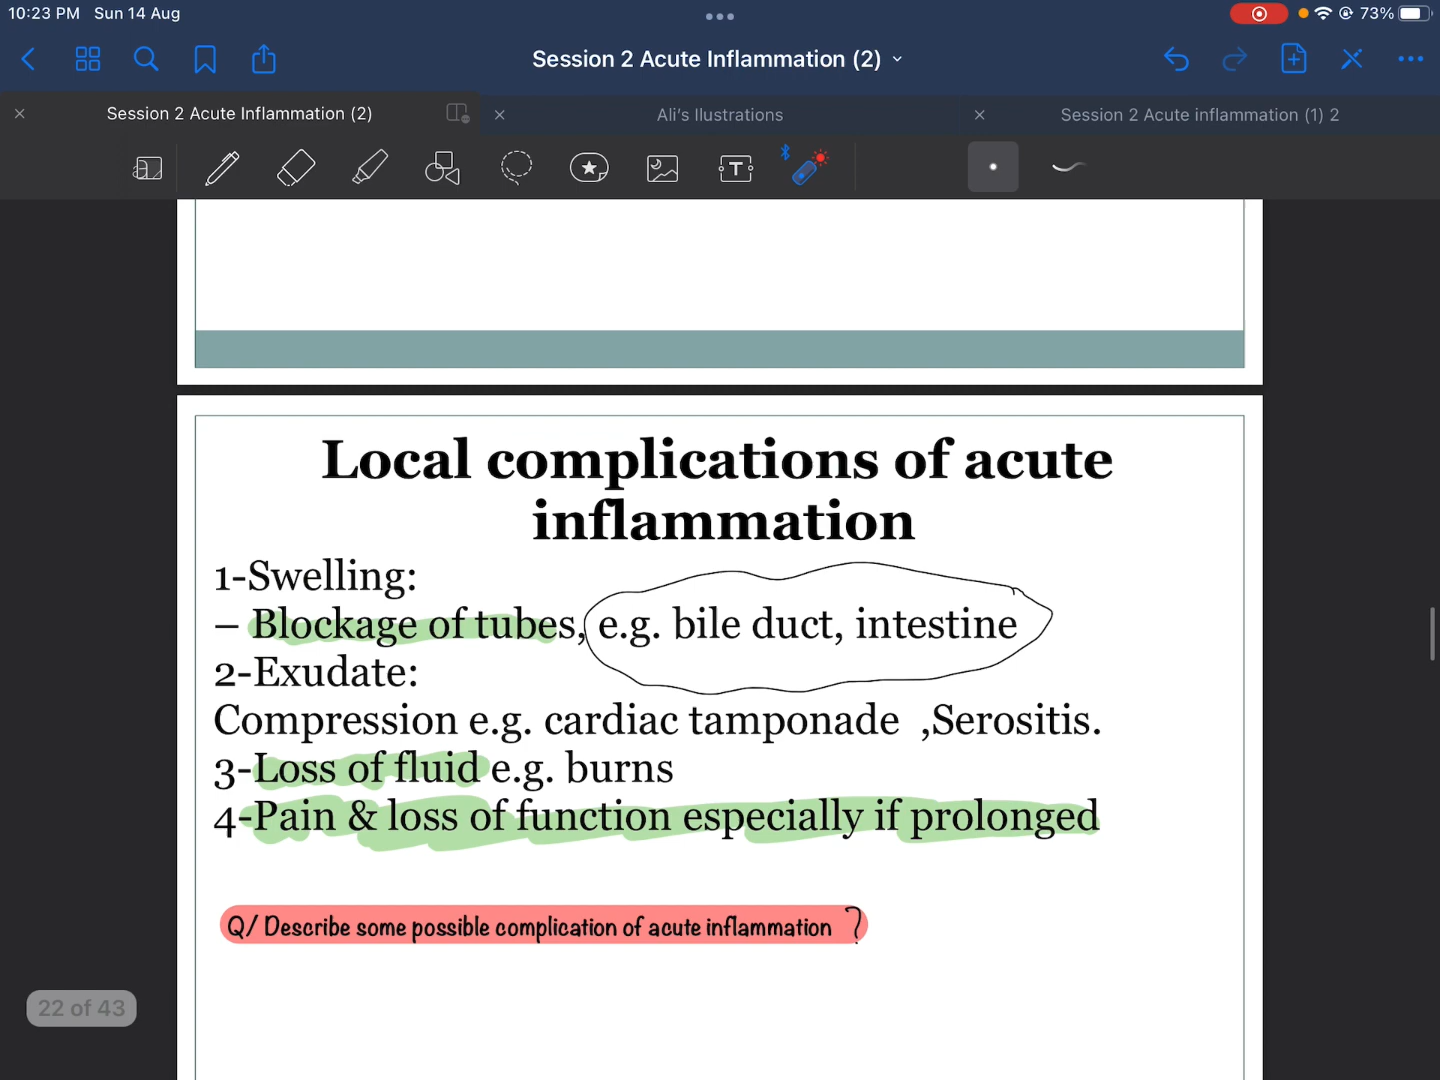 10:23 PM Sun 14 Aug
73%
Session 2 Acute Inflammation (2)
Session 2 Acute Inflammation (2)
Ali's Ilustrations
Session 2 Acute inflammation (1) 2
a
T
Local complications of acute
inflammation
1-Swelling:
– Blockage of tubes, e.g. bile duct, intestine
2-Exudate:
Compression e.g. cardiac tamponade ,Serositis.
3-Loss of fluid e.g. burns
4-Pain & loss of function especially if prolonged
Q/ Describe some possible complication of acute inflammation ?
22 of 43